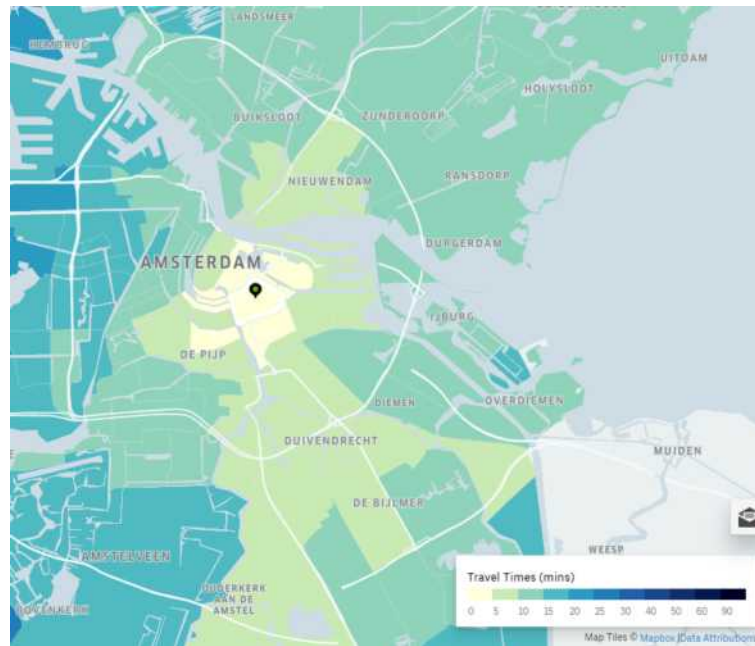 LANDSMEER
UITDAM
HOLYSLOOT
BUIKSLOOT
ZUNDERDORP
NIEUWENDAM
RANSDORP
DURGERDAM
AMSTERDAM
IJBURG
DE PIJP
DIEMEN
OVERDIEMEN
DUIVENDRECHT
MUIDEN
DE BIJLMER
WEESP
AMSTELVEEN
OUDERKERK
AAN DE
AMSTEL
BOVENKERK
Travel Times (mins)
0 5 10 15 20 25 30 40 50 60 90
Map Tiles © Mapbox |Data Attribution